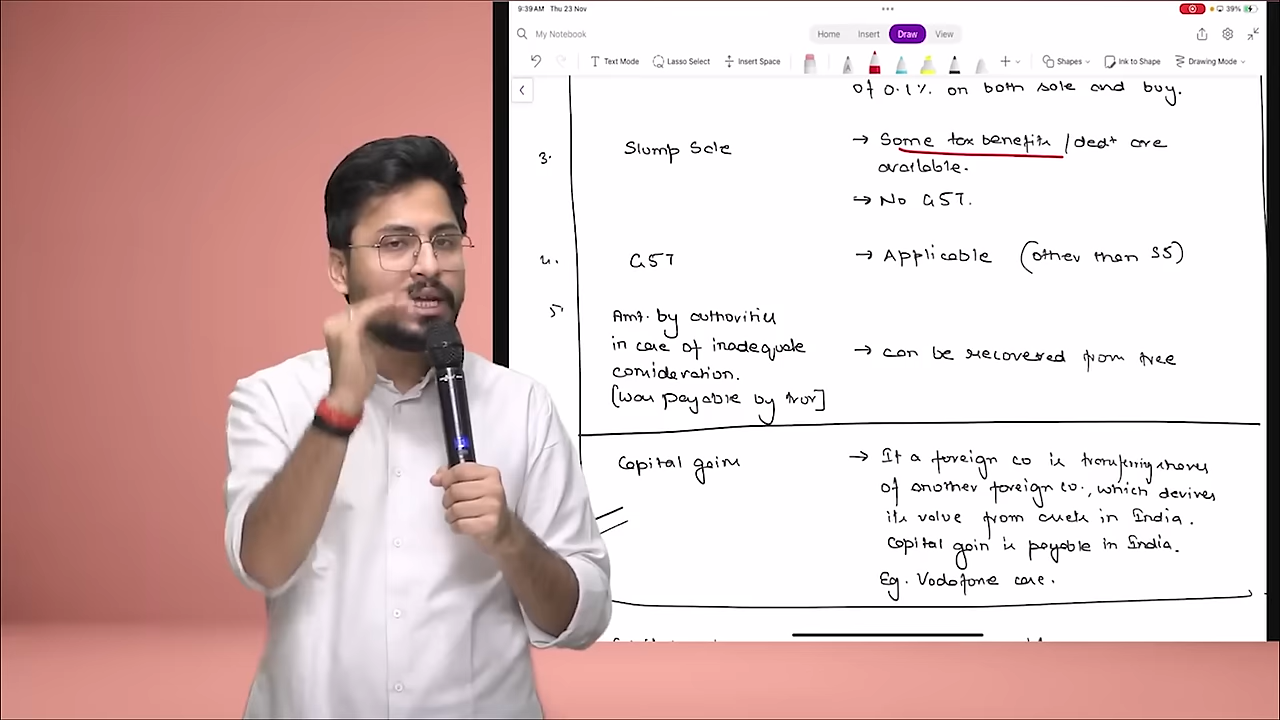 9:39 AM Thu 23 Nov
39%
My Notebook
Home Insert Draw View
Text Mode Lasso Select Insert Space Shapes Ink to Shape Drawing Mode
of 0.1% on both sale and buy.
3. Slump Sale → Some tax benefits / dedⁿ are
available.
→ No GST.
4. GST → Applicable (other than SS)
5. Amt. by authorities
in case of inadequate → can be recovered from tree
consideration.
[Was payable by tror]
Capital gains → If a foreign co is transferring shares
of another foreign co., which derives
its value from assets in India.
Capital gain is payable in India.
Eg. Vodafone case.